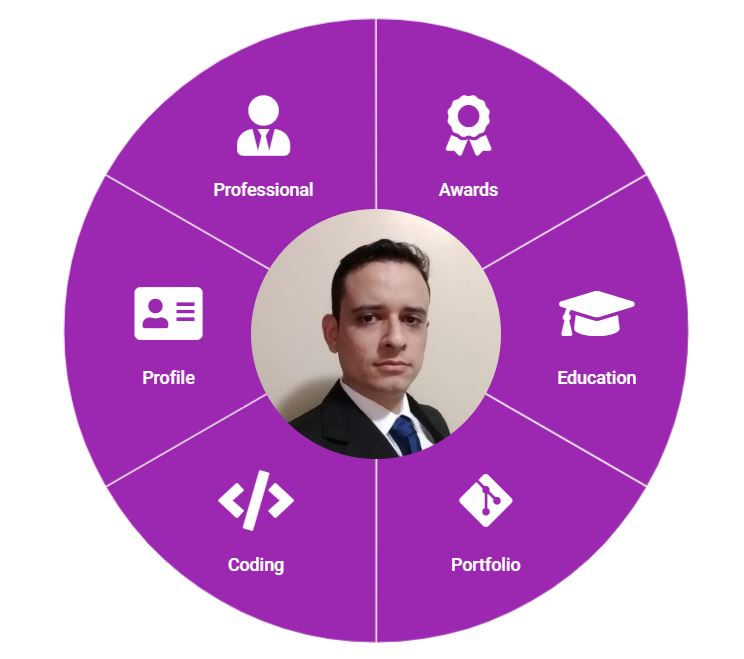 Professional
Awards
Profile
Education
Coding
Portfolio